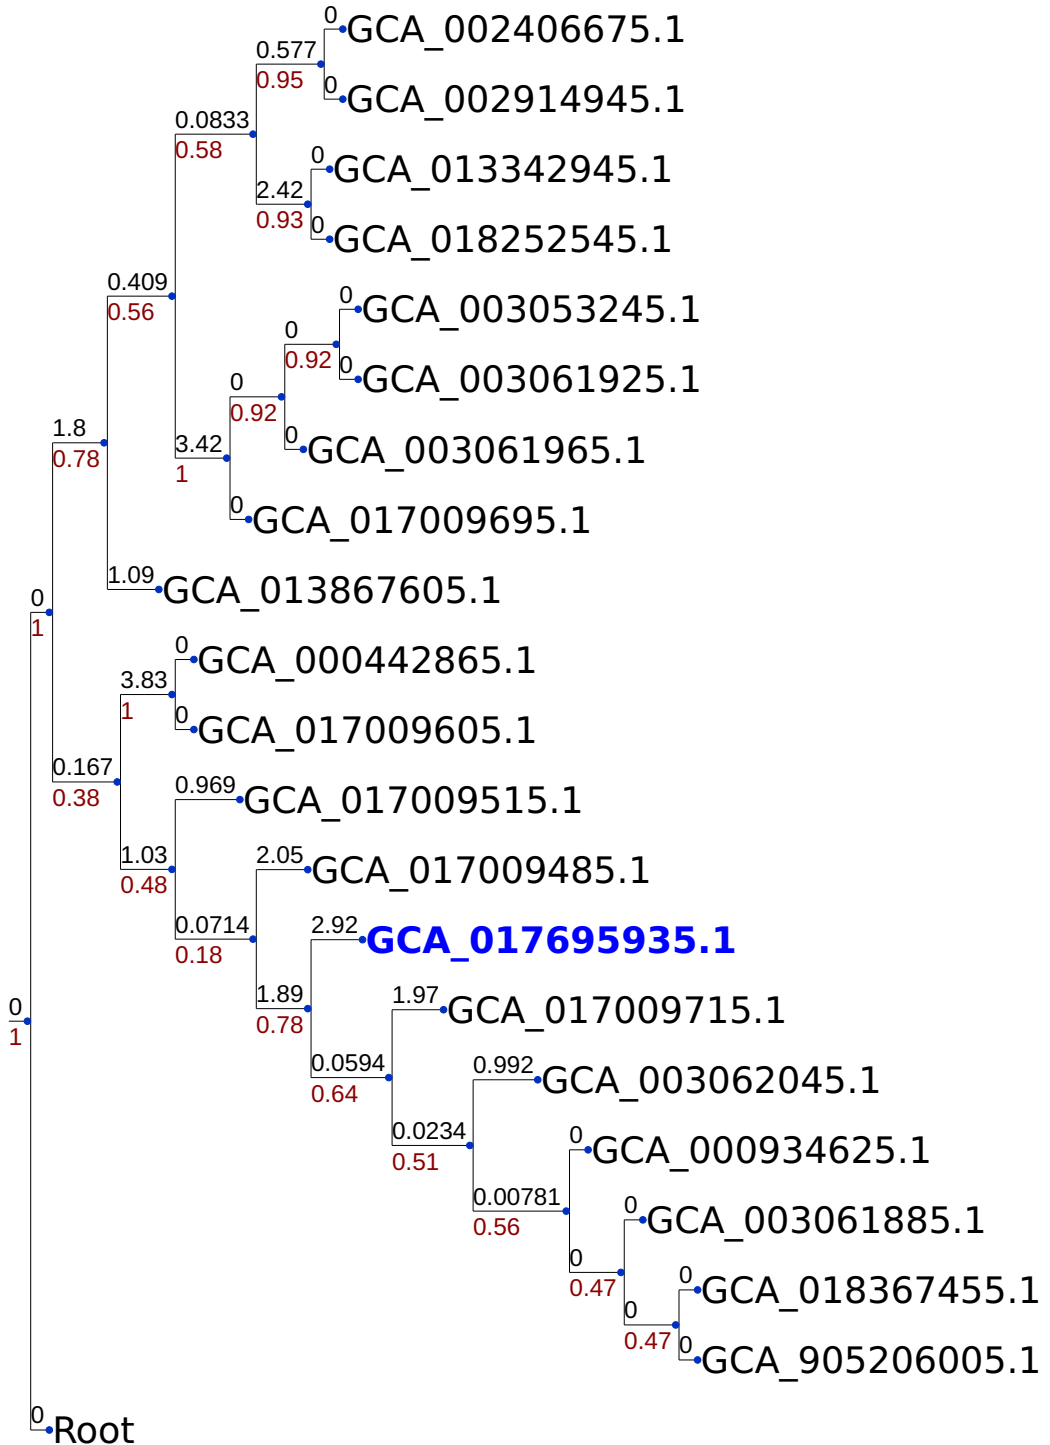 0
GCA_002406675.1
0.577
0.95
0
GCA_002914945.1
0.0833
0.58
0
GCA_013342945.1
2.42
0.93
0
GCA_018252545.1
0.409
0.56
0
GCA_003053245.1
0
0.92
0
GCA_003061925.1
0
0.92
0
GCA_003061965.1
1.8
0.78
3.42
1
0
GCA_017009695.1
1.09
GCA_013867605.1
0
1
0
GCA_000442865.1
3.83
1
0
GCA_017009605.1
0.167
0.38
0.969
GCA_017009515.1
1.03
0.48
2.05
GCA_017009485.1
0.0714
0.18
2.92
GCA_017695935.1
1.89
0.78
1.97
GCA_017009715.1
0
1
0.0594
0.64
0.992
GCA_003062045.1
0.0234
0.51
0
GCA_000934625.1
0.00781
0.56
0
GCA_003061885.1
0
0.47
0
GCA_018367455.1
0
0.47
0
GCA_905206005.1
0
Root